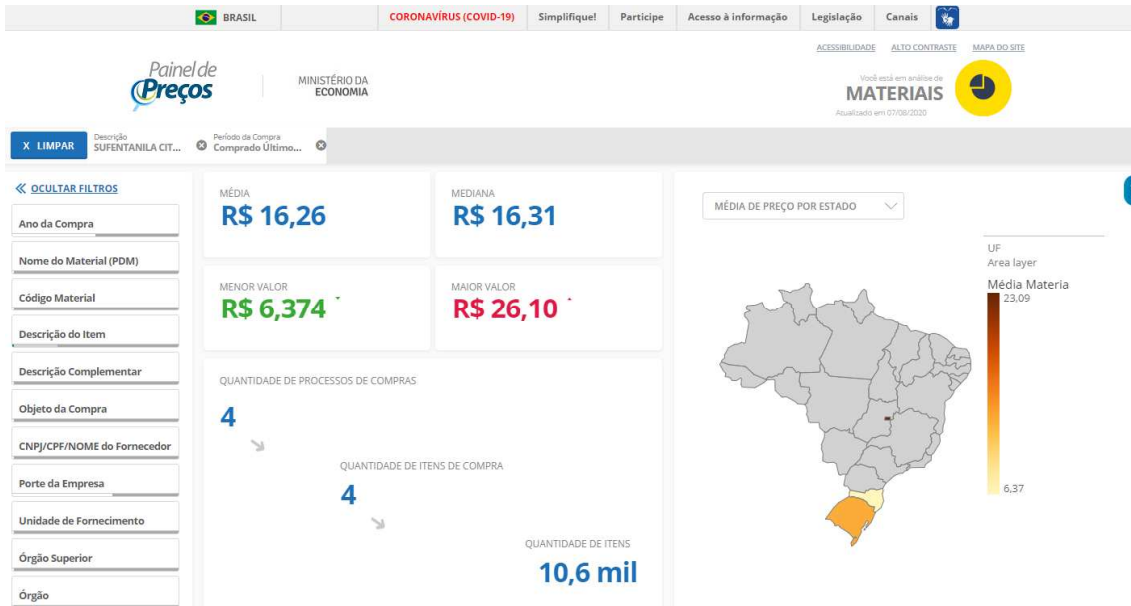 BRASIL CORONAVÍRUS (COVID-19) Simplifique! Participe Acesso à informação Legislação Canais
ACESSIBILIDADE ALTO CONTRASTE MAPA DO SITE
Painel de
Preços
MINISTÉRIO DA
ECONOMIA
Você está em análise de
MATERIAIS
Atualizado em 07/08/2020
X LIMPAR
Descrição
SUFENTANILA CIT...
Período da Compra
Comprado Último...
OCULTAR FILTROS
Ano da Compra
Nome do Material (PDM)
Código Material
Descrição do Item
Descrição Complementar
Objeto da Compra
CNPJ/CPF/NOME do Fornecedor
Porte da Empresa
Unidade de Fornecimento
Órgão Superior
Órgão
MÉDIA
R$ 16,26
MEDIANA
R$ 16,31
MENOR VALOR
R$ 6,374
MAIOR VALOR
R$ 26,10
QUANTIDADE DE PROCESSOS DE COMPRAS
4
QUANTIDADE DE ITENS DE COMPRA
4
QUANTIDADE DE ITENS
10,6 mil
MÉDIA DE PREÇO POR ESTADO
UF
Area layer
Média Materia
23,09
6,37